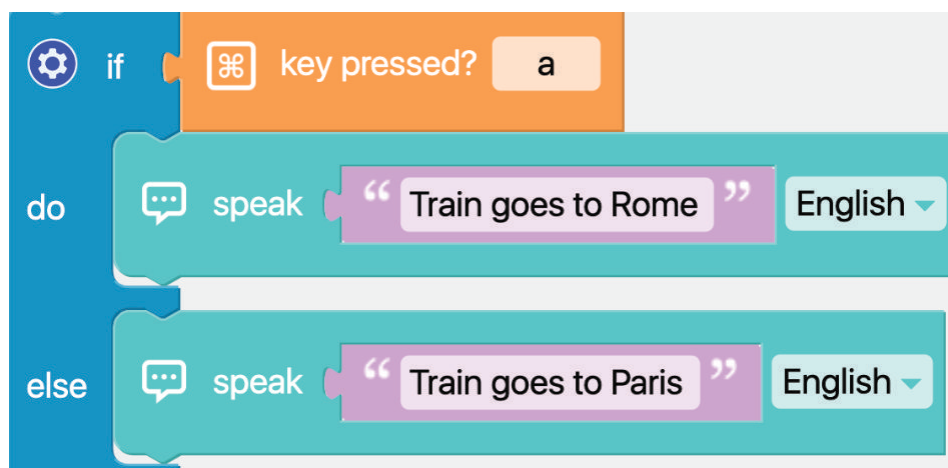 if key pressed? a
do speak “ Train goes to Rome ” English
else speak “ Train goes to Paris ” English